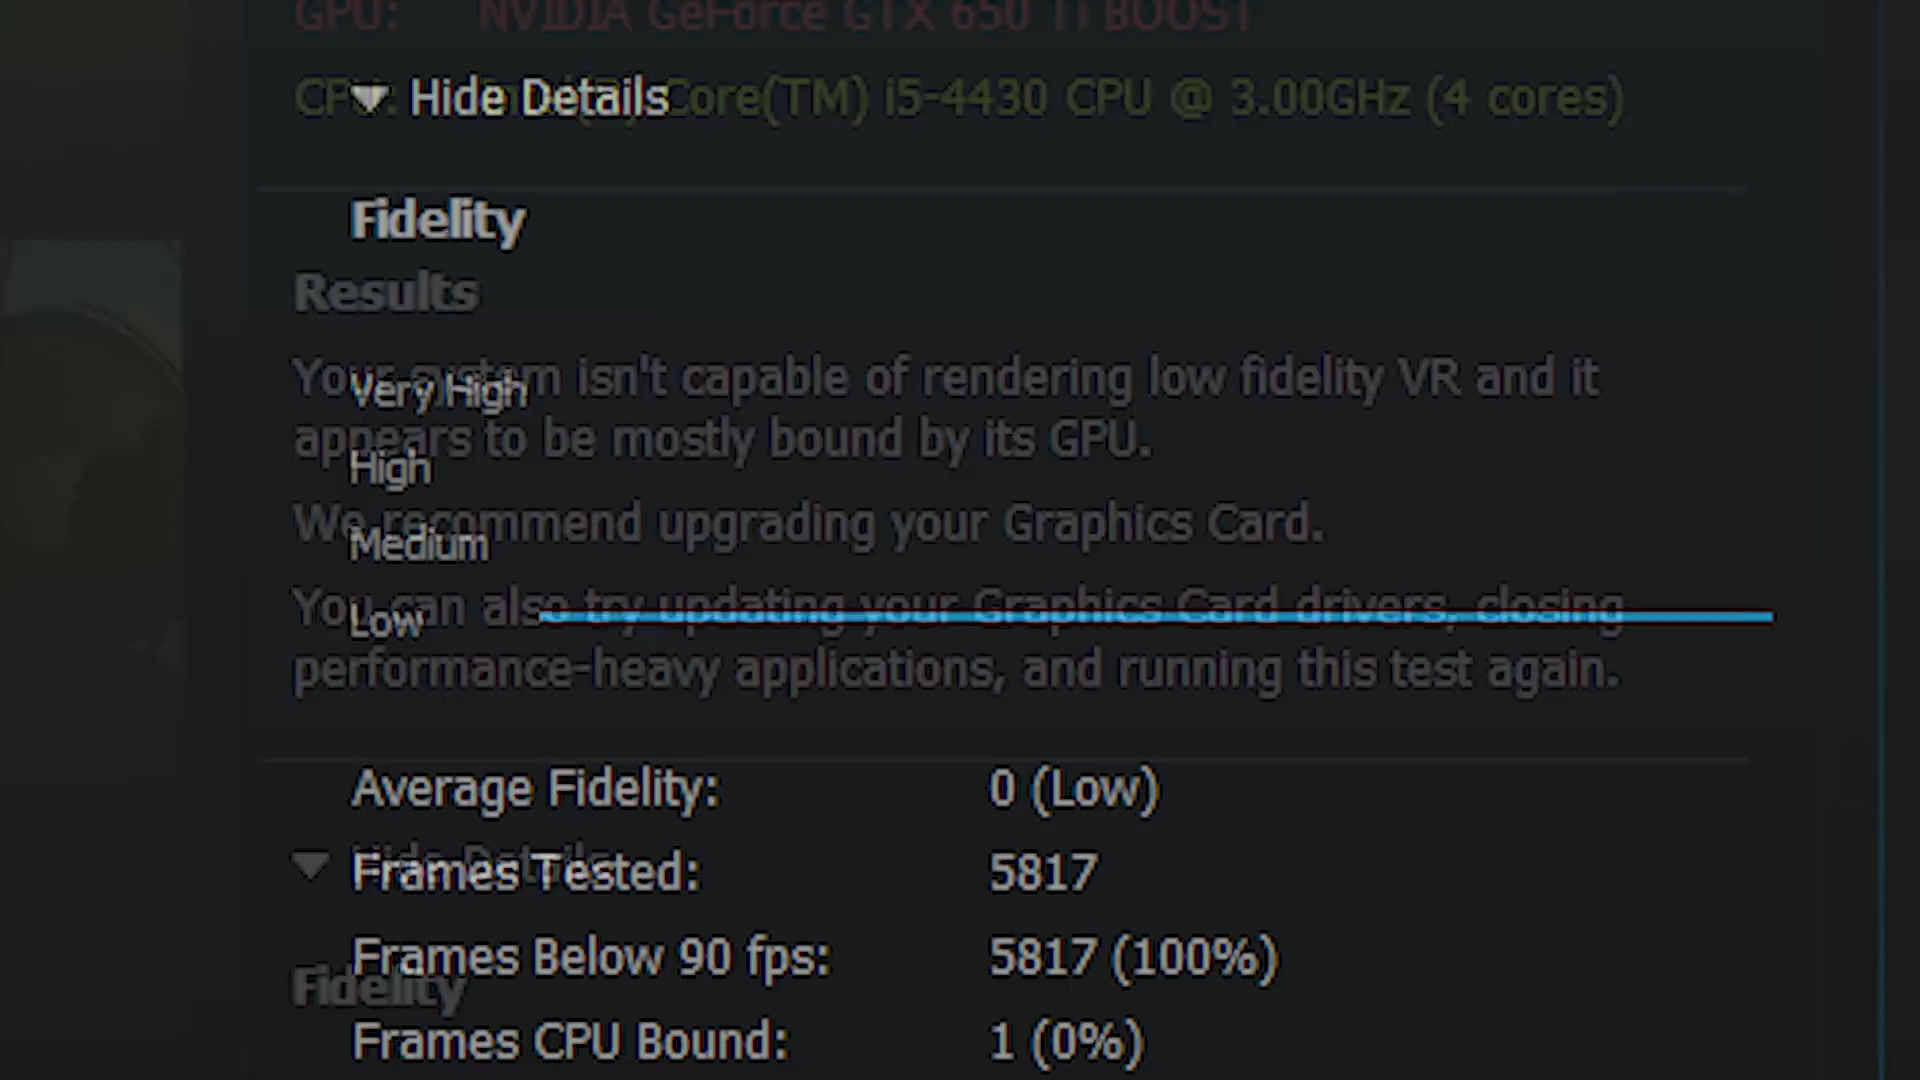 GPU: NVIDIA GeForce GTX 650 Ti BOOST
CPU: Core(TM) i5-4430 CPU @ 3.00GHz (4 cores)
Hide Details
Fidelity
Results
Your system isn't capable of rendering low fidelity VR and it
appears to be mostly bound by its GPU.
We recommend upgrading your Graphics Card.
You can also try updating your Graphics Card drivers, closing
performance-heavy applications, and running this test again.
Very High
High
Medium
Low
Average Fidelity: 0 (Low)
Hide Details
Frames Tested: 5817
Frames Below 90 fps: 5817 (100%)
Fidelity
Frames CPU Bound: 1 (0%)